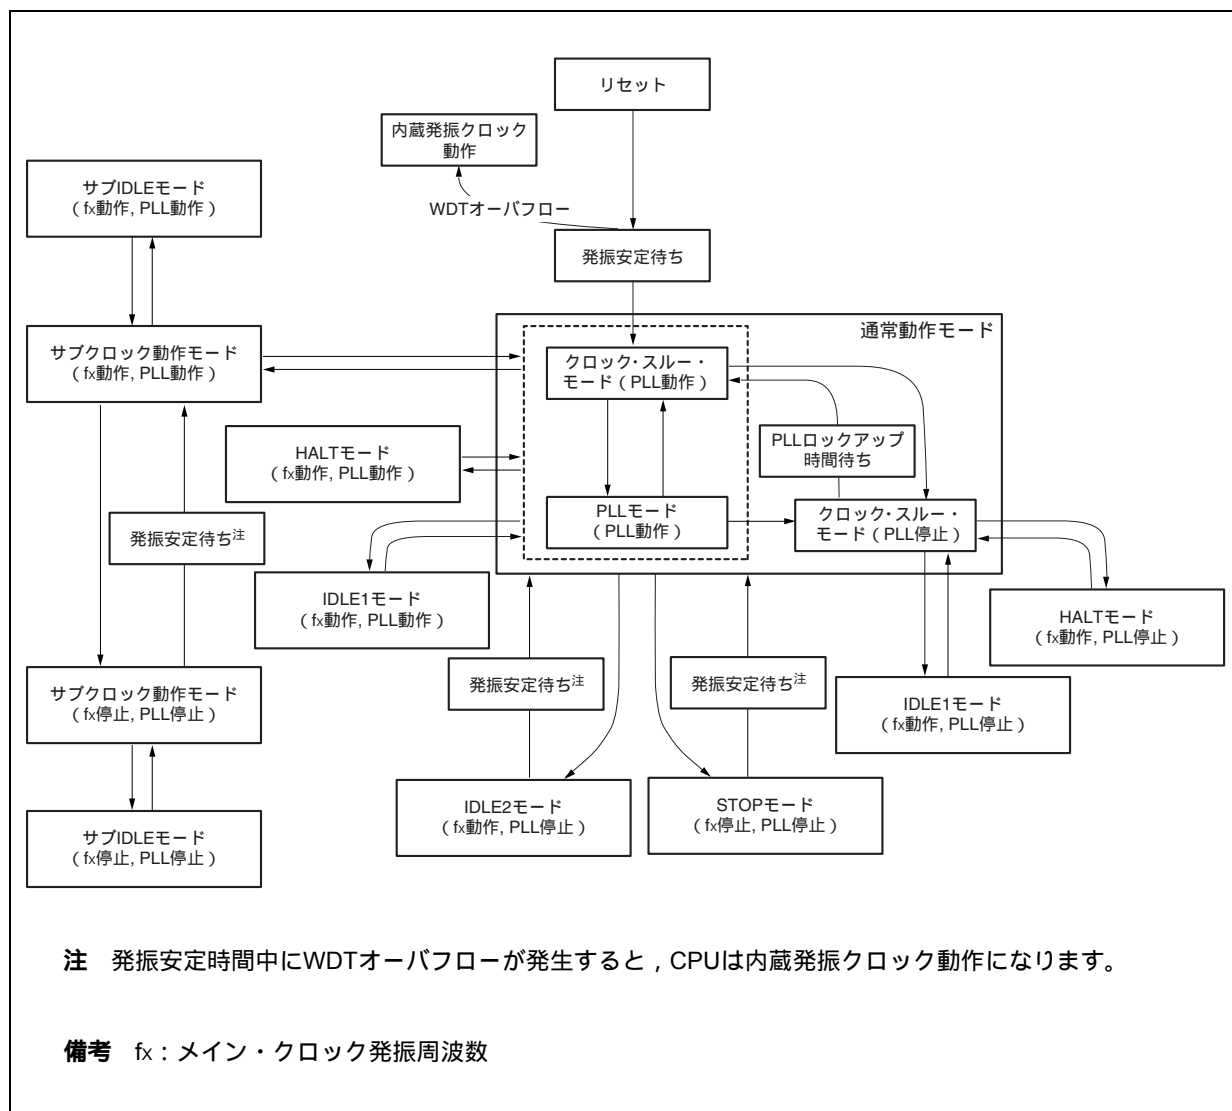 リセット
内蔵発振クロック
動作
サブIDLEモード
（fx動作, PLL動作）
WDTオーバフロー
発振安定待ち
通常動作モード
サブクロック動作モード
（fx動作, PLL動作）
クロック・スルー・
モード（PLL動作）
HALTモード
（fx動作, PLL動作）
PLLロックアップ
時間待ち
PLLモード
（PLL動作）
クロック・スルー・
モード（PLL停止）
発振安定待ち注
IDLE1モード
（fx動作, PLL動作）
HALTモード
（fx動作, PLL停止）
サブクロック動作モード
（fx停止, PLL停止）
発振安定待ち注
発振安定待ち注
IDLE1モード
（fx動作, PLL停止）
IDLE2モード
（fx動作, PLL停止）
STOPモード
（fx停止, PLL停止）
サブIDLEモード
（fx停止, PLL停止）
注　発振安定時間中にWDTオーバフローが発生すると , CPUは内蔵発振クロック動作になります。
備考　fx : メイン・クロック発振周波数